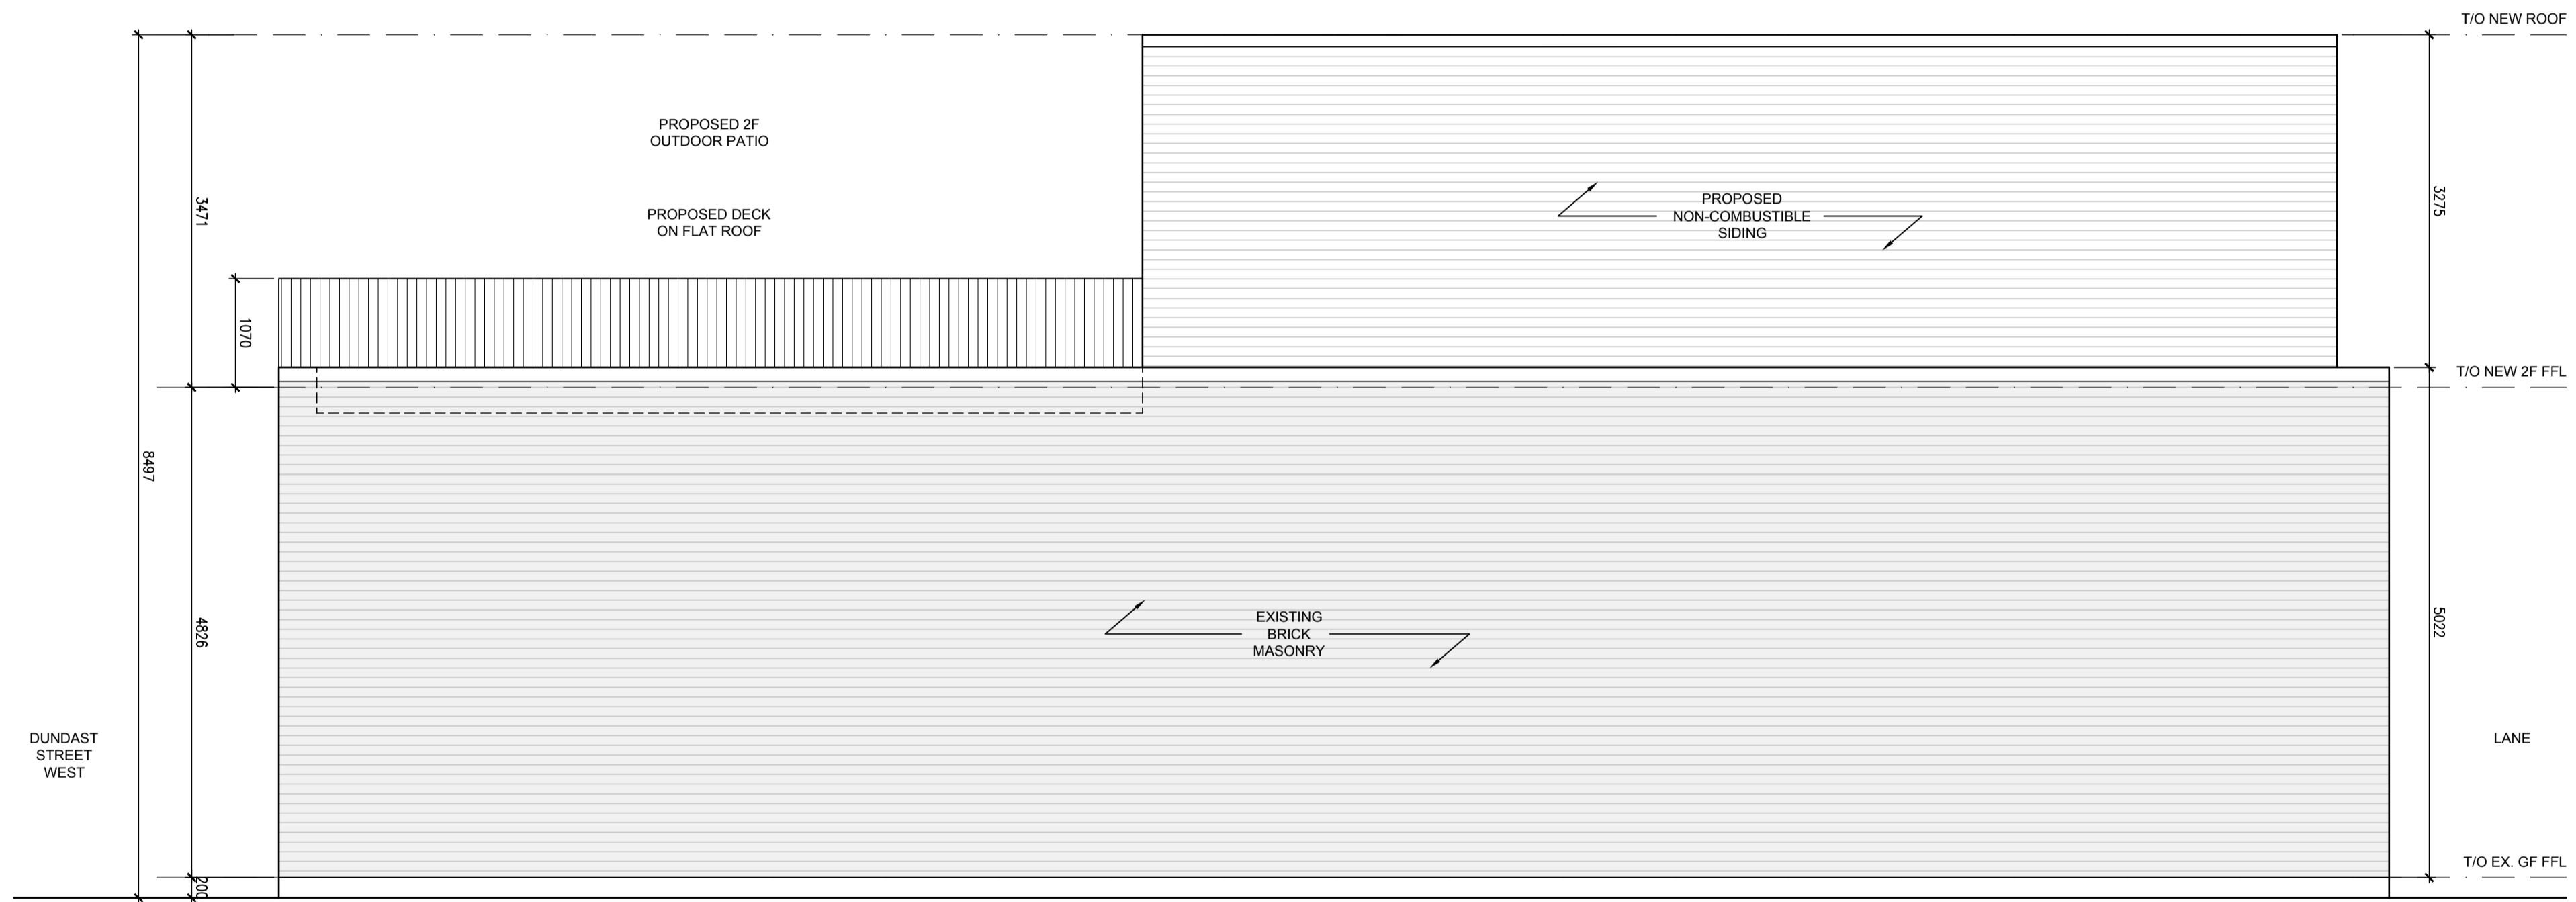 T/O NEW ROOF
PROPOSED 2F
OUTDOOR PATIO
PROPOSED DECK
ON FLAT ROOF
PROPOSED
NON-COMBUSTIBLE
SIDING
3471
3275
1070
T/O NEW 2F FFL
8497
4826
5022
EXISTING
BRICK
MASONRY
DUNDAST
STREET
WEST
LANE
T/O EX. GF FFL
200